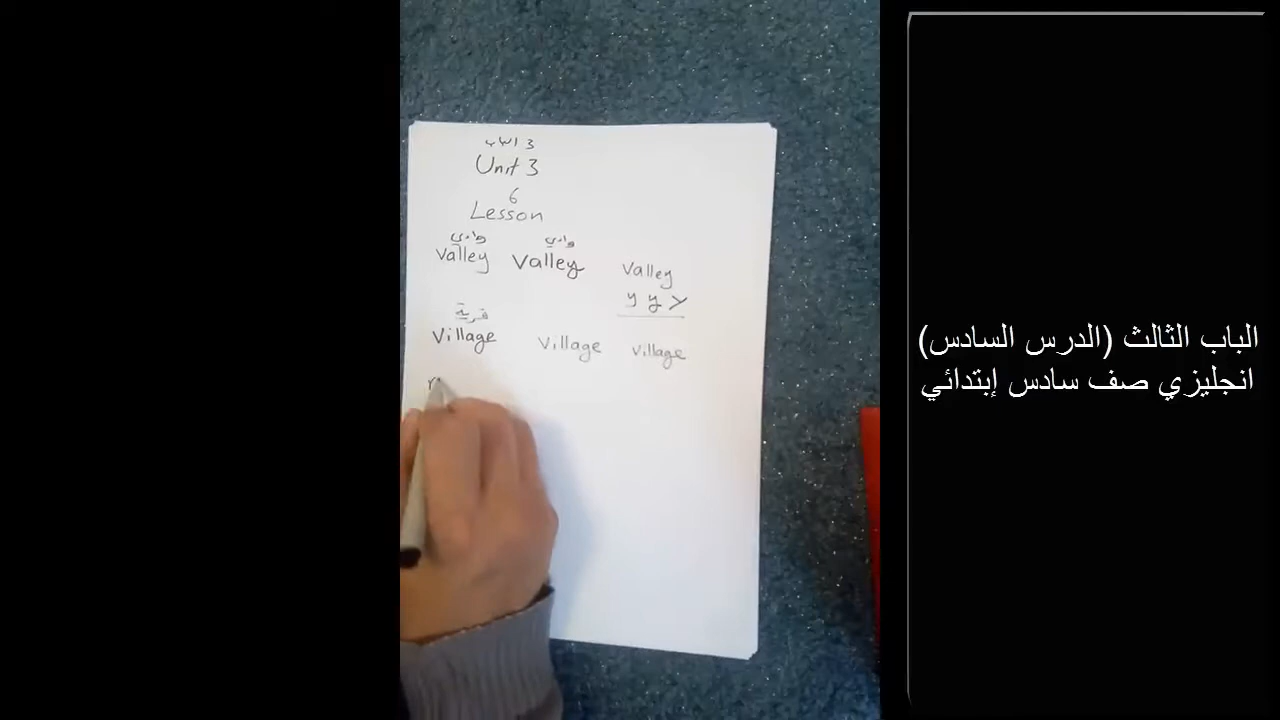 الباب 3
Unit 3
6
Lesson
وادي وادي
Valley Valley Valley
y y y
قرية
Village Village Village
الباب الثالث (الدرس السادس)
انجليزي صف سادس إبتدائي